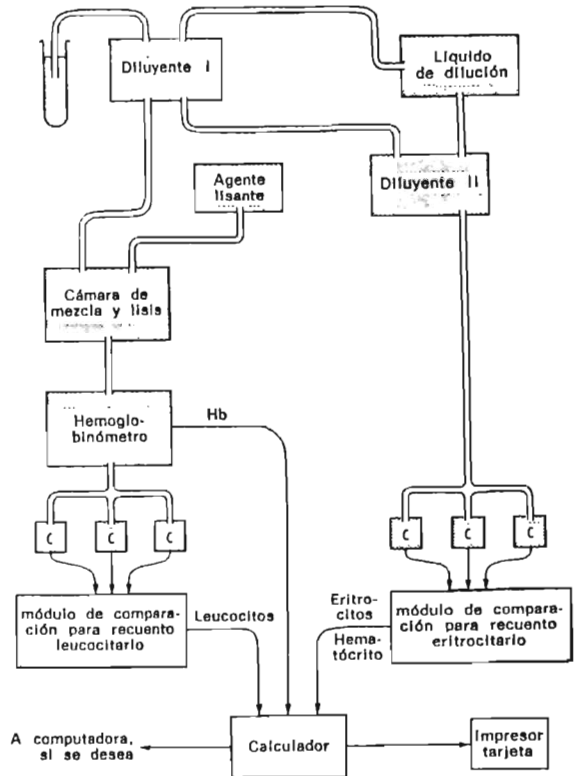 Diluyente I
Líquido
de dilución
Diluyente II
Agente
lisante
Cámara de
mezcla y lisis
Hemoglo-
binómetro
Hb
C
C
C
C
C
C
módulo de compara-
ción para recuento
leucocitario
Leucocitos
Eritro-
citos
Hema-
tócrito
módulo de compara-
ción para recuento
eritrocitario
A computadora,
si se desea
Calculador
Impresor
tarjeta